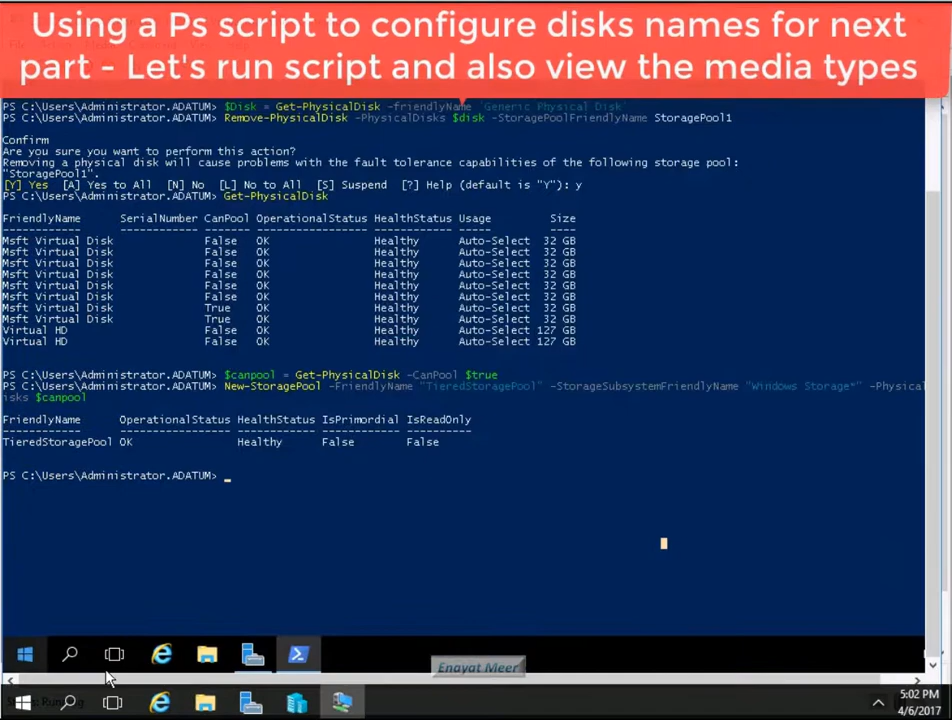 Using a Ps script to configure disks names for next
part - Let's run script and also view the media types
PS C:\Users\Administrator.ADATUM> $Disk = Get-PhysicalDisk -friendlyName 'Generic Physical Disk'
PS C:\Users\Administrator.ADATUM> Remove-PhysicalDisk -PhysicalDisks $disk -StoragePoolFriendlyName StoragePool1
Confirm
Are you sure you want to perform this action?
Removing a physical disk will cause problems with the fault tolerance capabilities of the following storage pool:
"StoragePool1".
[Y] Yes [A] Yes to All [N] No [L] No to All [S] Suspend [?] Help (default is "Y"): y
PS C:\Users\Administrator.ADATUM> Get-PhysicalDisk
FriendlyName SerialNumber CanPool OperationalStatus HealthStatus Usage Size
------------ ------------ ------- ----------------- ------------ ----- ----
Msft Virtual Disk False OK Healthy Auto-Select 32 GB
Msft Virtual Disk False OK Healthy Auto-Select 32 GB
Msft Virtual Disk False OK Healthy Auto-Select 32 GB
Msft Virtual Disk False OK Healthy Auto-Select 32 GB
Msft Virtual Disk False OK Healthy Auto-Select 32 GB
Msft Virtual Disk False OK Healthy Auto-Select 32 GB
Msft Virtual Disk True OK Healthy Auto-Select 32 GB
Msft Virtual Disk True OK Healthy Auto-Select 32 GB
Virtual HD False OK Healthy Auto-Select 127 GB
Virtual HD False OK Healthy Auto-Select 127 GB
PS C:\Users\Administrator.ADATUM> $canpool = Get-PhysicalDisk -CanPool $true
PS C:\Users\Administrator.ADATUM> New-StoragePool -FriendlyName "TieredStoragePool" -StorageSubsystemFriendlyName "Windows Storage*" -Physical
isks $canpool
FriendlyName OperationalStatus HealthStatus IsPrimordial IsReadOnly
------------ ----------------- ------------ ------------ ----------
TieredStoragePool OK Healthy False False
PS C:\Users\Administrator.ADATUM> _
Enayat Meer
5:02 PM
4/6/2017